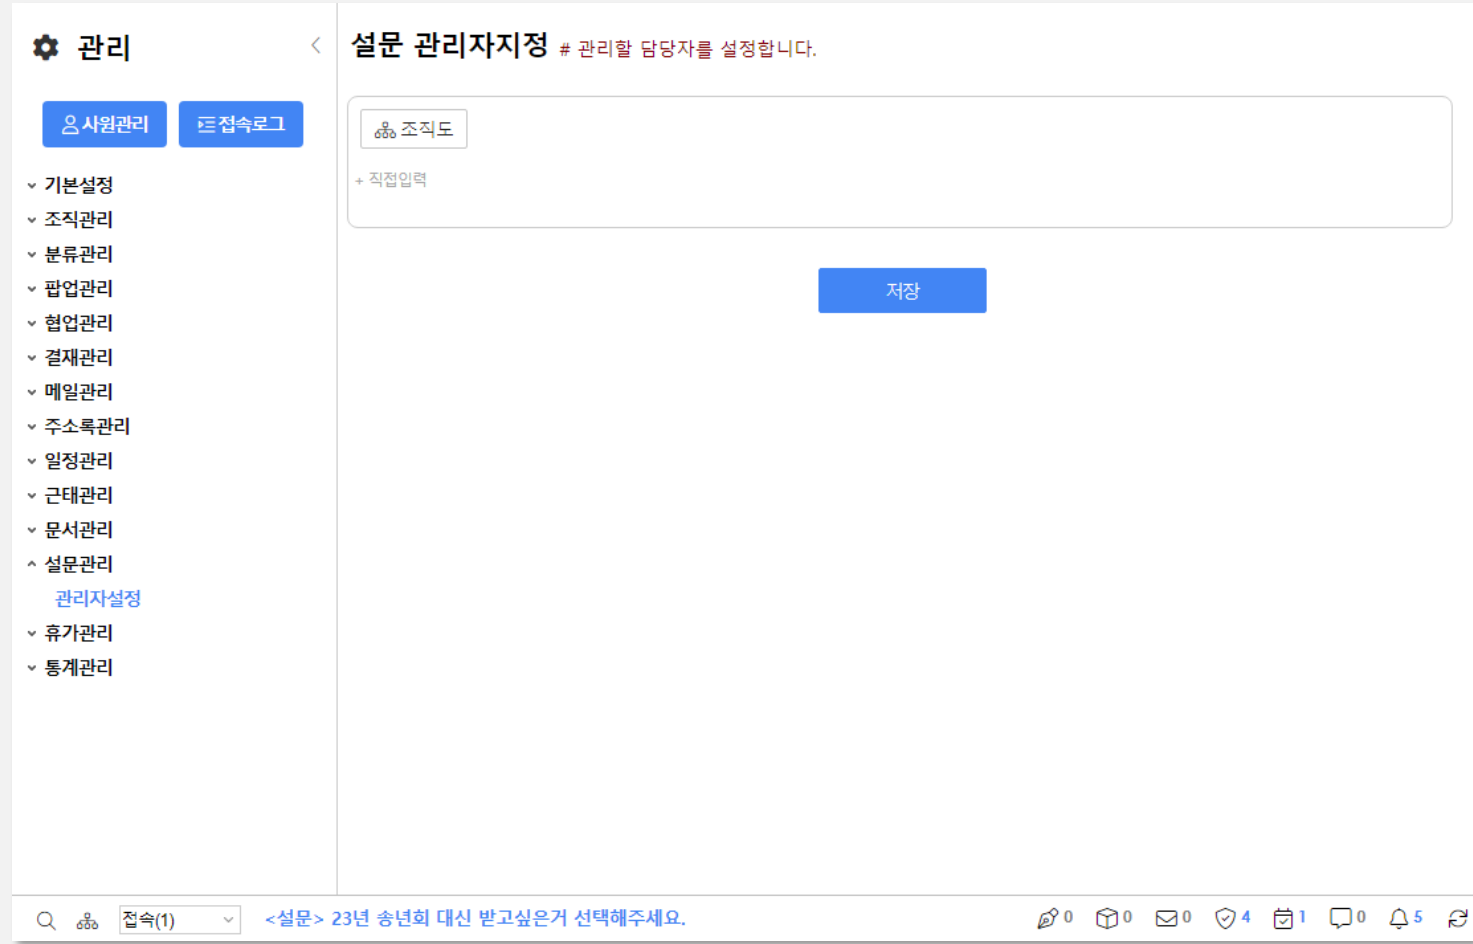 관리
사원관리 접속로그
기본설정
조직관리
분류관리
팝업관리
협업관리
결재관리
메일관리
주소록관리
일정관리
근태관리
문서관리
설문관리
관리자설정
휴가관리
통계관리
설문 관리자지정 # 관리할 담당자를 설정합니다.
조직도
+ 직접입력
저장
접속(1) <설문> 23년 송년회 대신 받고싶은거 선택해주세요. 0 0 0 4 1 0 5